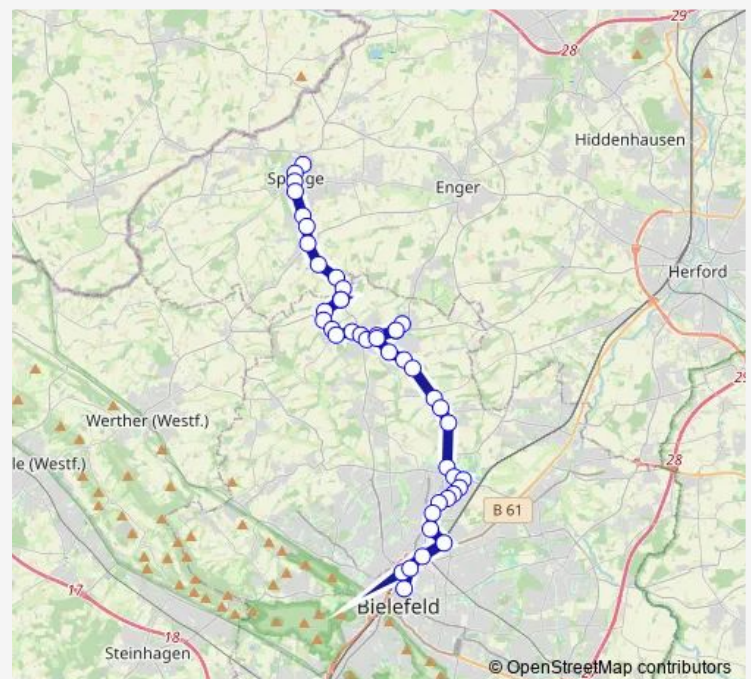 29
28
Hiddenhausen
Enger
Herford
29
Werther (Westf.)
le (Westf.)
28
B 61
17
Bielefeld
18
Steinhagen
© OpenStreetMap contributors